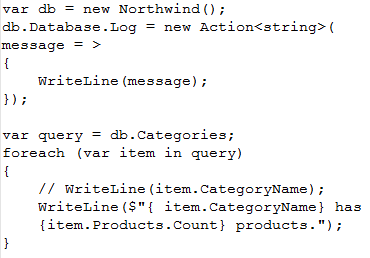 var db = new Northwind();
db.Database.Log = new Action<string>(
message = >
{
    WriteLine(message);
});

var query = db.Categories;
foreach (var item in query)
{
    // WriteLine(item.CategoryName);
    WriteLine($"{ item.CategoryName} has
    {item.Products.Count} products.");
}